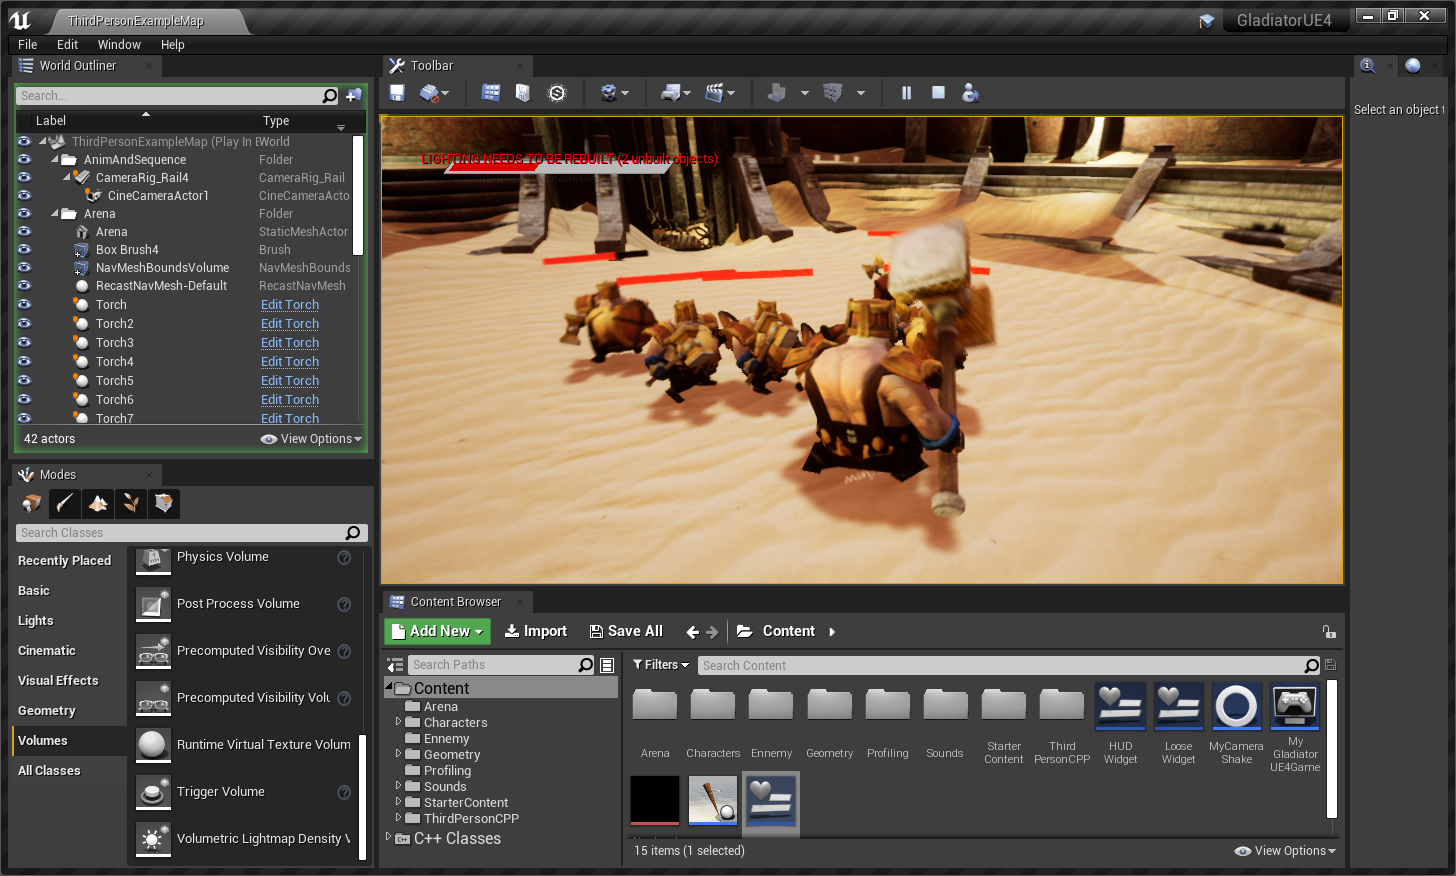 ThirdPersonExampleMap
GladiatorUE4
File Edit Window Help
World Outliner
Search...
Label Type
ThirdPersonExampleMap (Play In E World
AnimAndSequence Folder
CameraRig_Rail4 CameraRig_Rail
CineCameraActor1 CineCameraActo
Arena Folder
Arena StaticMeshActor
Box Brush4 Brush
NavMeshBoundsVolume NavMeshBounds
RecastNavMesh-Default RecastNavMesh
Torch Edit Torch
Torch2 Edit Torch
Torch3 Edit Torch
Torch4 Edit Torch
Torch5 Edit Torch
Torch6 Edit Torch
Torch7 Edit Torch
42 actors View Options
Modes
Search Classes
Recently Placed
Basic
Lights
Cinematic
Visual Effects
Geometry
Volumes
All Classes
Physics Volume
Post Process Volume
Precomputed Visibility Ove
Precomputed Visibility Volu
Runtime Virtual Texture Volum
Trigger Volume
Volumetric Lightmap Density V
Toolbar
LIGHTING NEEDS TO BE REBUILT (2 unbuilt objects)
Select an object t
Content Browser
Add New Import Save All Content
Search Paths
Content
Arena
Characters
Ennemy
Geometry
Profiling
Sounds
StarterContent
ThirdPersonCPP
C++ Classes
Filters Search Content
Arena
Characters
Ennemy
Geometry
Profiling
Sounds
Starter
Content
Third
PersonCPP
HUD
Widget
Loose
Widget
MyCamera
Shake
My
Gladiator
UE4Game
15 items (1 selected) View Options